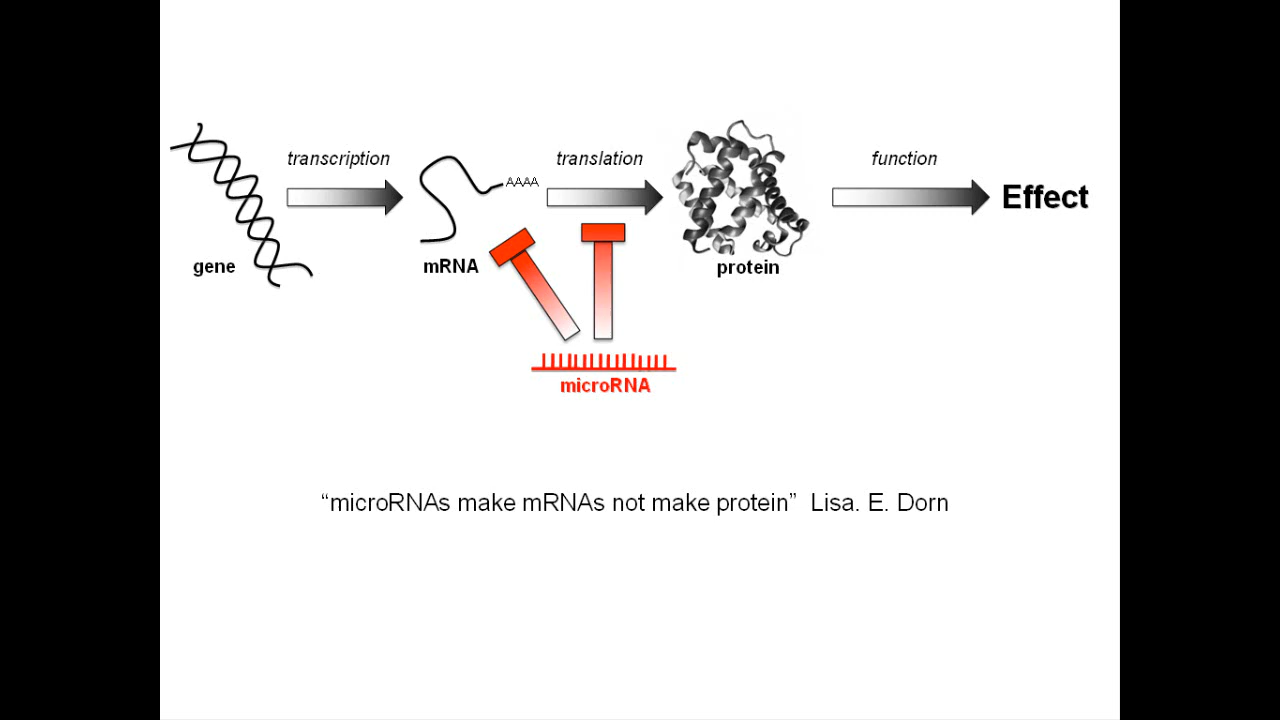 transcription
translation
function
AAAA
Effect
gene
mRNA
protein
microRNA
“microRNAs make mRNAs not make protein” Lisa. E. Dorn